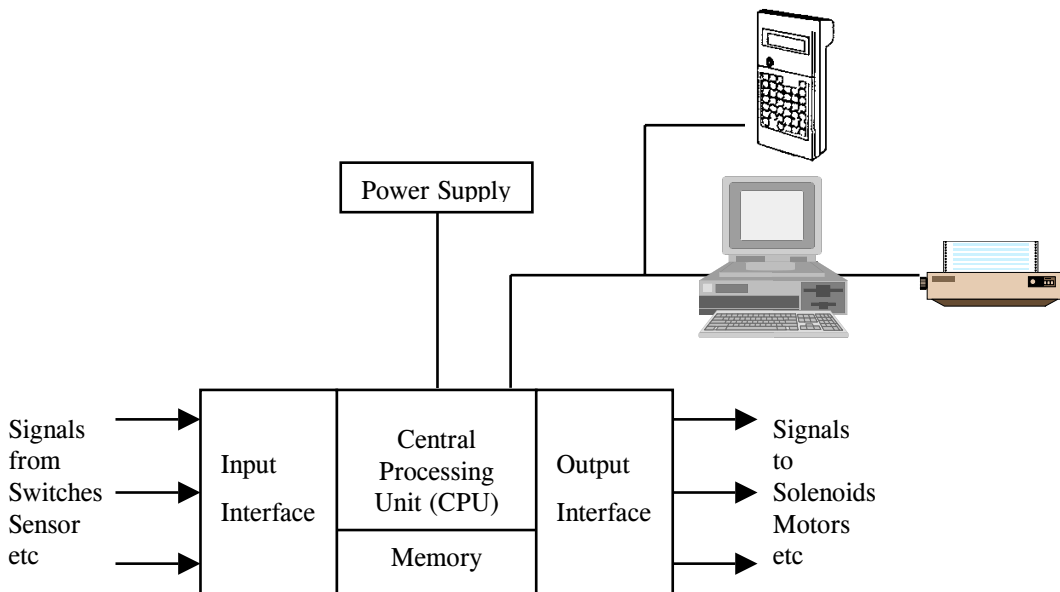 Power Supply
Signals
from
Switches
Sensor
etc
Input
Interface
Central
Processing
Unit (CPU)
Memory
Output
Interface
Signals
to
Solenoids
Motors
etc